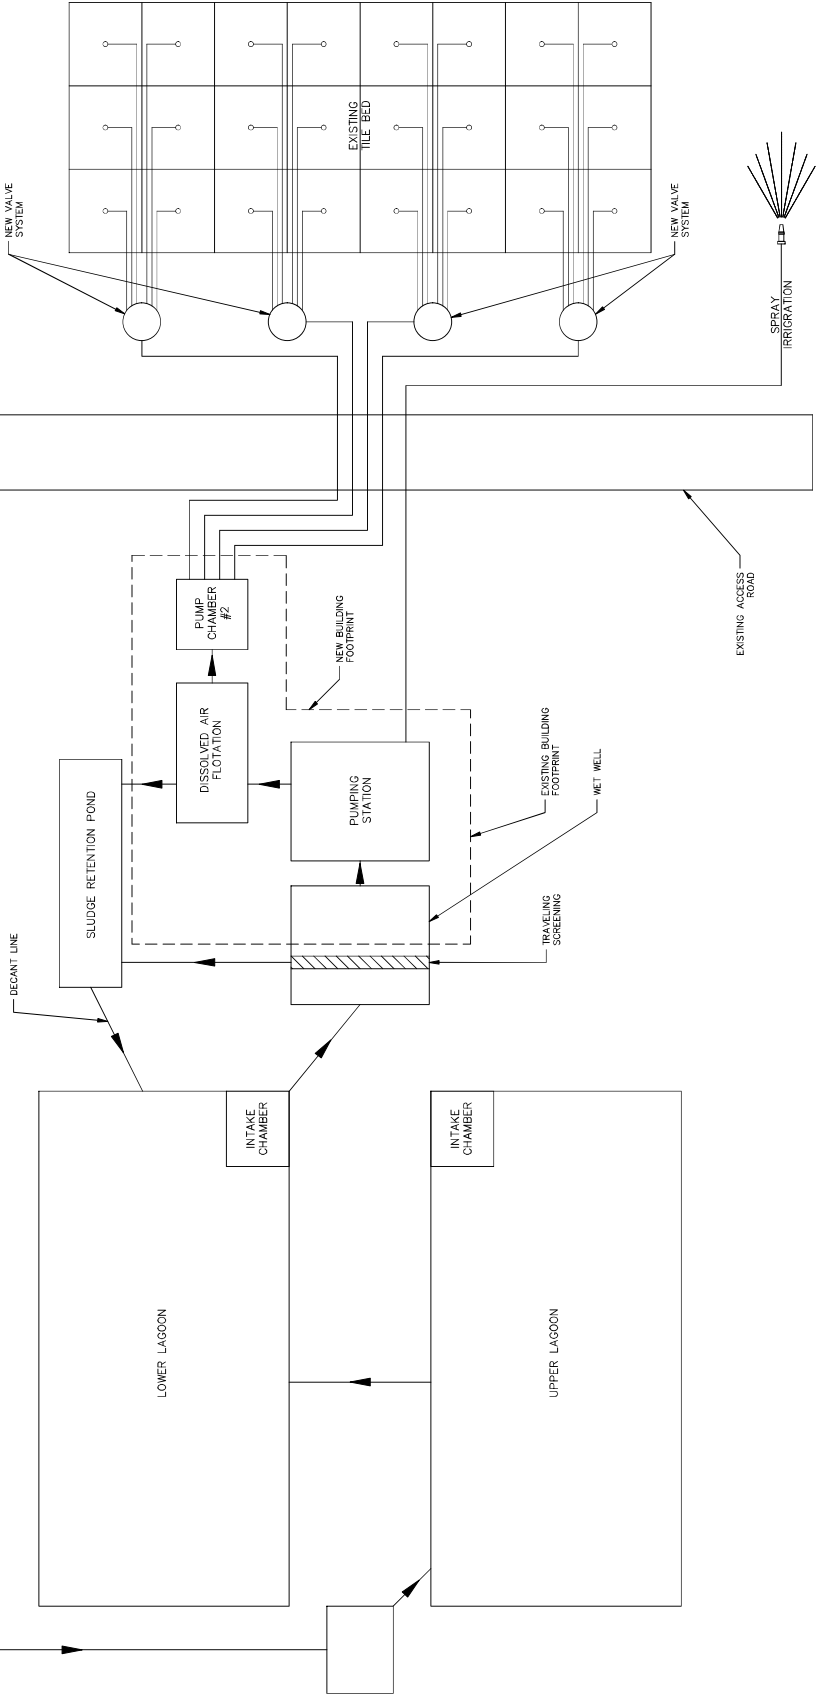 NEW VALVE
SYSTEM
EXISTING
TILE BED
NEW VALVE
SYSTEM
SPRAY
IRRIGRATION
EXISTING ACCESS
ROAD
PUMP
CHAMBER
#2
NEW BUILDING
FOOTPRINT
DISSOLVED AIR
FLOTATION
PUMPING
STATION
EXISTING BUILDING
FOOTPRINT
WET WELL
SLUDGE RETENTION POND
TRAVELING
SCREENING
DECANT LINE
INTAKE
CHAMBER
INTAKE
CHAMBER
LOWER LAGOON
UPPER LAGOON